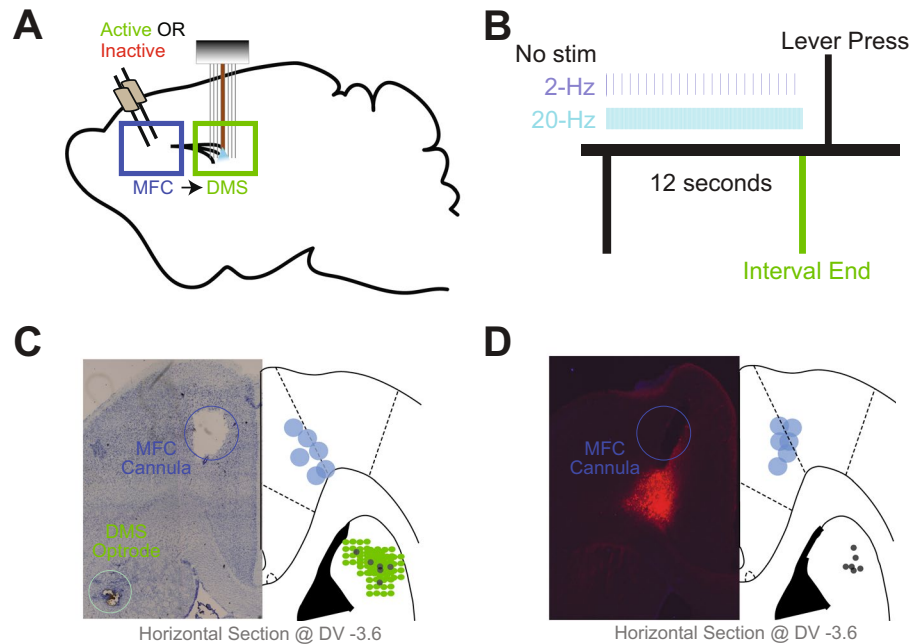 A
Active OR
Inactive
MFC → DMS
B
No stim
2-Hz
20-Hz
Lever Press
12 seconds
Interval End
C
MFC
Cannula
DMS
Optrode
Horizontal Section @ DV -3.6
D
MFC
Cannula
Horizontal Section @ DV -3.6